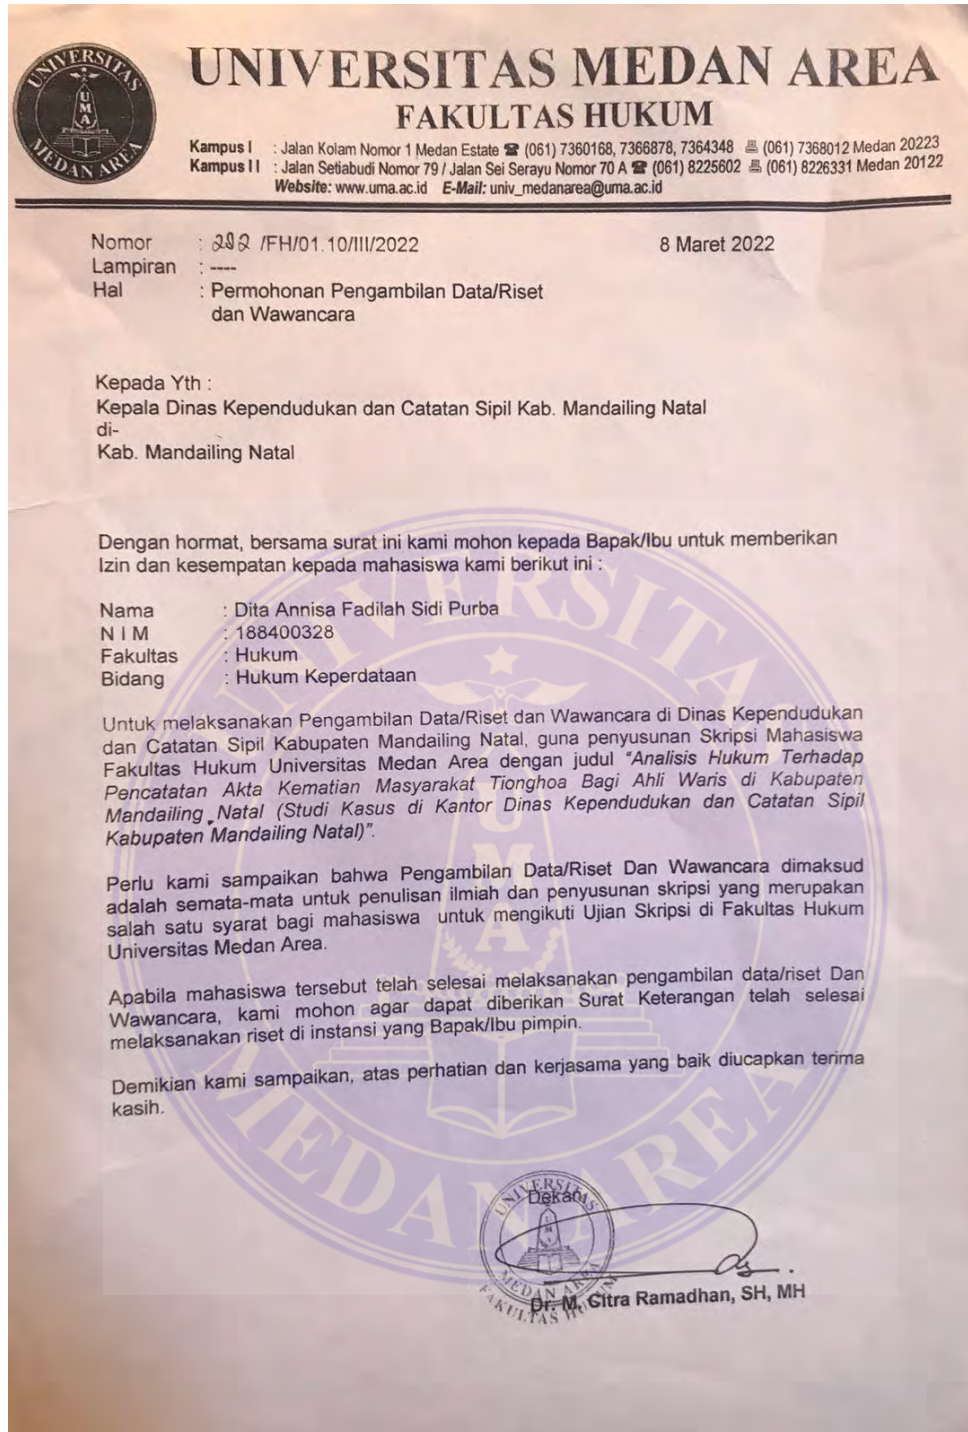 UNIVERSITAS MEDAN AREA
UMA
UNIVERSITAS MEDAN AREA
FAKULTAS HUKUM
Kampus I : Jalan Kolam Nomor 1 Medan Estate ☎ (061) 7360168, 7366878, 7364348 (061) 7368012 Medan 20223
Kampus II : Jalan Setiabudi Nomor 79 / Jalan Sei Serayu Nomor 70 A ☎ (061) 8225602 (061) 8226331 Medan 20122
Website: www.uma.ac.id E-Mail: univ_medanarea@uma.ac.id
Nomor : /FH/01.10/III/2022 8 Maret 2022
Lampiran : ----
Hal : Permohonan Pengambilan Data/Riset
dan Wawancara
Kepada Yth :
Kepala Dinas Kependudukan dan Catatan Sipil Kab. Mandailing Natal
di-
Kab. Mandailing Natal
Dengan hormat, bersama surat ini kami mohon kepada Bapak/Ibu untuk memberikan
Izin dan kesempatan kepada mahasiswa kami berikut ini :
Nama : Dita Annisa Fadilah Sidi Purba
N I M : 188400328
Fakultas : Hukum
Bidang : Hukum Keperdataan
Untuk melaksanakan Pengambilan Data/Riset dan Wawancara di Dinas Kependudukan
dan Catatan Sipil Kabupaten Mandailing Natal, guna penyusunan Skripsi Mahasiswa
Fakultas Hukum Universitas Medan Area dengan judul "Analisis Hukum Terhadap
Pencatatan Akta Kematian Masyarakat Tionghoa Bagi Ahli Waris di Kabupaten
Mandailing Natal (Studi Kasus di Kantor Dinas Kependudukan dan Catatan Sipil
Kabupaten Mandailing Natal)".
Perlu kami sampaikan bahwa Pengambilan Data/Riset Dan Wawancara dimaksud
adalah semata-mata untuk penulisan ilmiah dan penyusunan skripsi yang merupakan
salah satu syarat bagi mahasiswa untuk mengikuti Ujian Skripsi di Fakultas Hukum
Universitas Medan Area.
Apabila mahasiswa tersebut telah selesai melaksanakan pengambilan data/riset Dan
Wawancara, kami mohon agar dapat diberikan Surat Keterangan telah selesai
melaksanakan riset di instansi yang Bapak/Ibu pimpin.
Demikian kami sampaikan, atas perhatian dan kerjasama yang baik diucapkan terima
kasih.
UNIVERSITAS MEDAN AREA
UMA
Dekan
UNIVERSITAS MEDAN AREA
FAKULTAS HUKUM
Dr. M. Citra Ramadhan, SH, MH